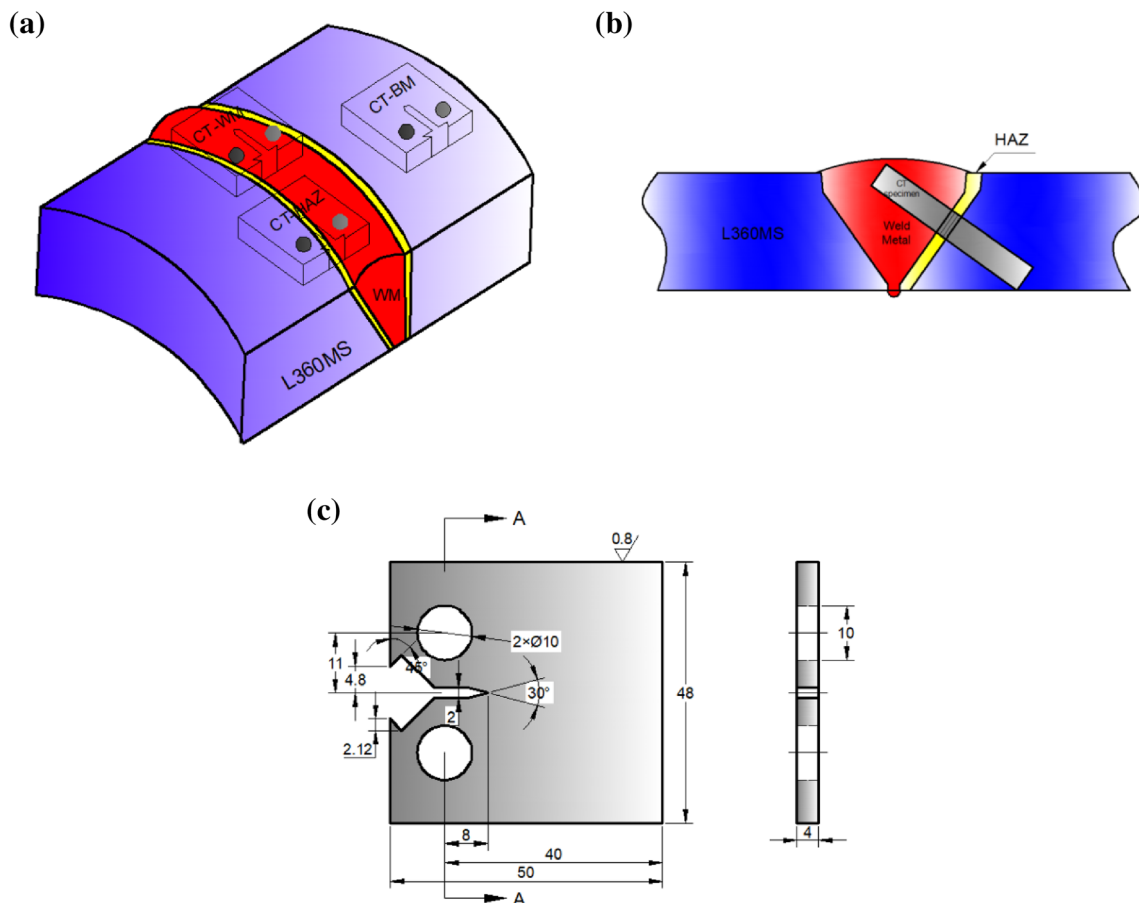 (a)
CT-BM
CT-WM
CT-HAZ
WM
L360MS
(b)
HAZ
CT
specimen
L360MS
Weld
Metal
(c)
A
0.8
2×Ø10
11
45°
4.8
30°
2
48
10
2.12
8
4
40
50
A